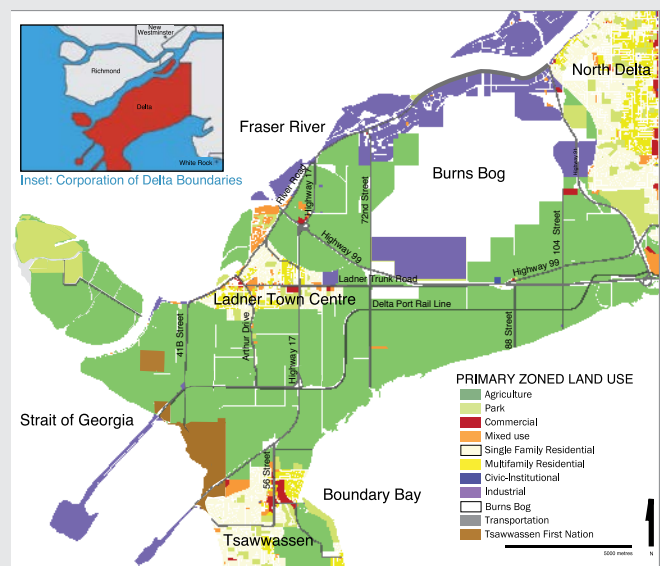 New
Westminster
Richmond
Delta
White Rock
Inset: Corporation of Delta Boundaries
North Delta
Fraser River
Burns Bog
River Road
Highway 17
72nd Street
Highway 99
104 Street
Highway 99
Ladner Trunk Road
Ladner Town Centre
Delta Port Rail Line
41B Street
Arthur Drive
Highway 17
88 Street
Strait of Georgia
56 Street
Boundary Bay
Tsawwassen
PRIMARY ZONED LAND USE
Agriculture
Park
Commercial
Mixed use
Single Family Residential
Multifamily Residential
Civic-Institutional
Industrial
Burns Bog
Transportation
Tsawwassen First Nation
5000 metres
N